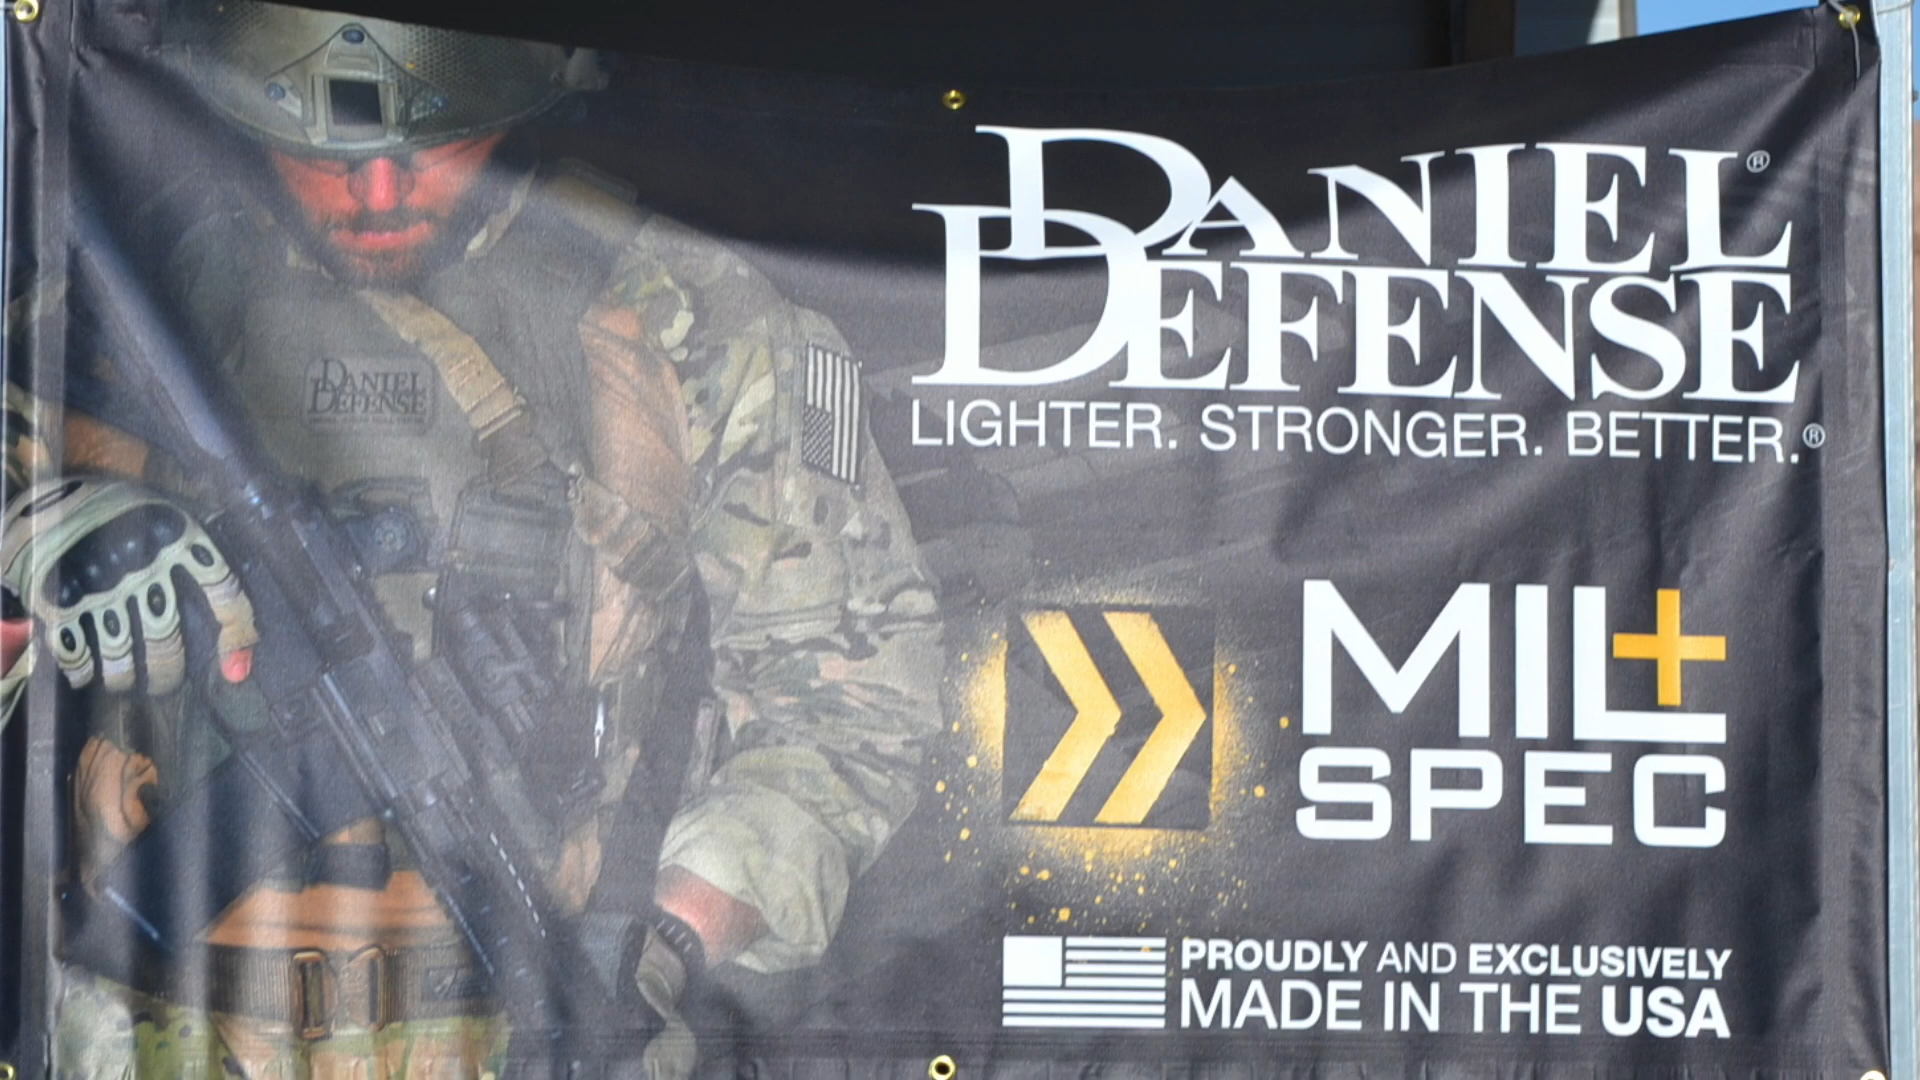 DANIEL®
DEFENSE
LIGHTER. STRONGER. BETTER.®
DANIEL
DEFENSE
MIL+
SPEC
PROUDLY AND EXCLUSIVELY
MADE IN THE USA